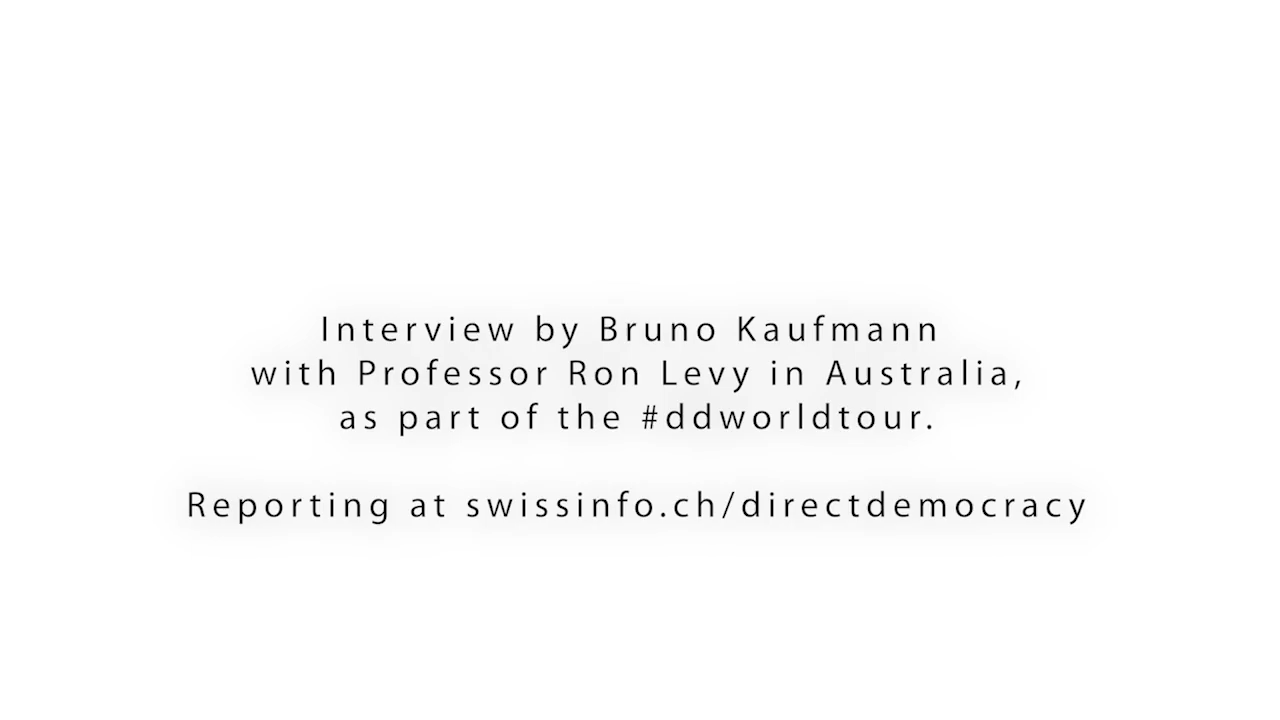 Interview by Bruno Kaufmann
with Professor Ron Levy in Australia,
as part of the #ddworldtour.
Reporting at swissinfo.ch/directdemocracy